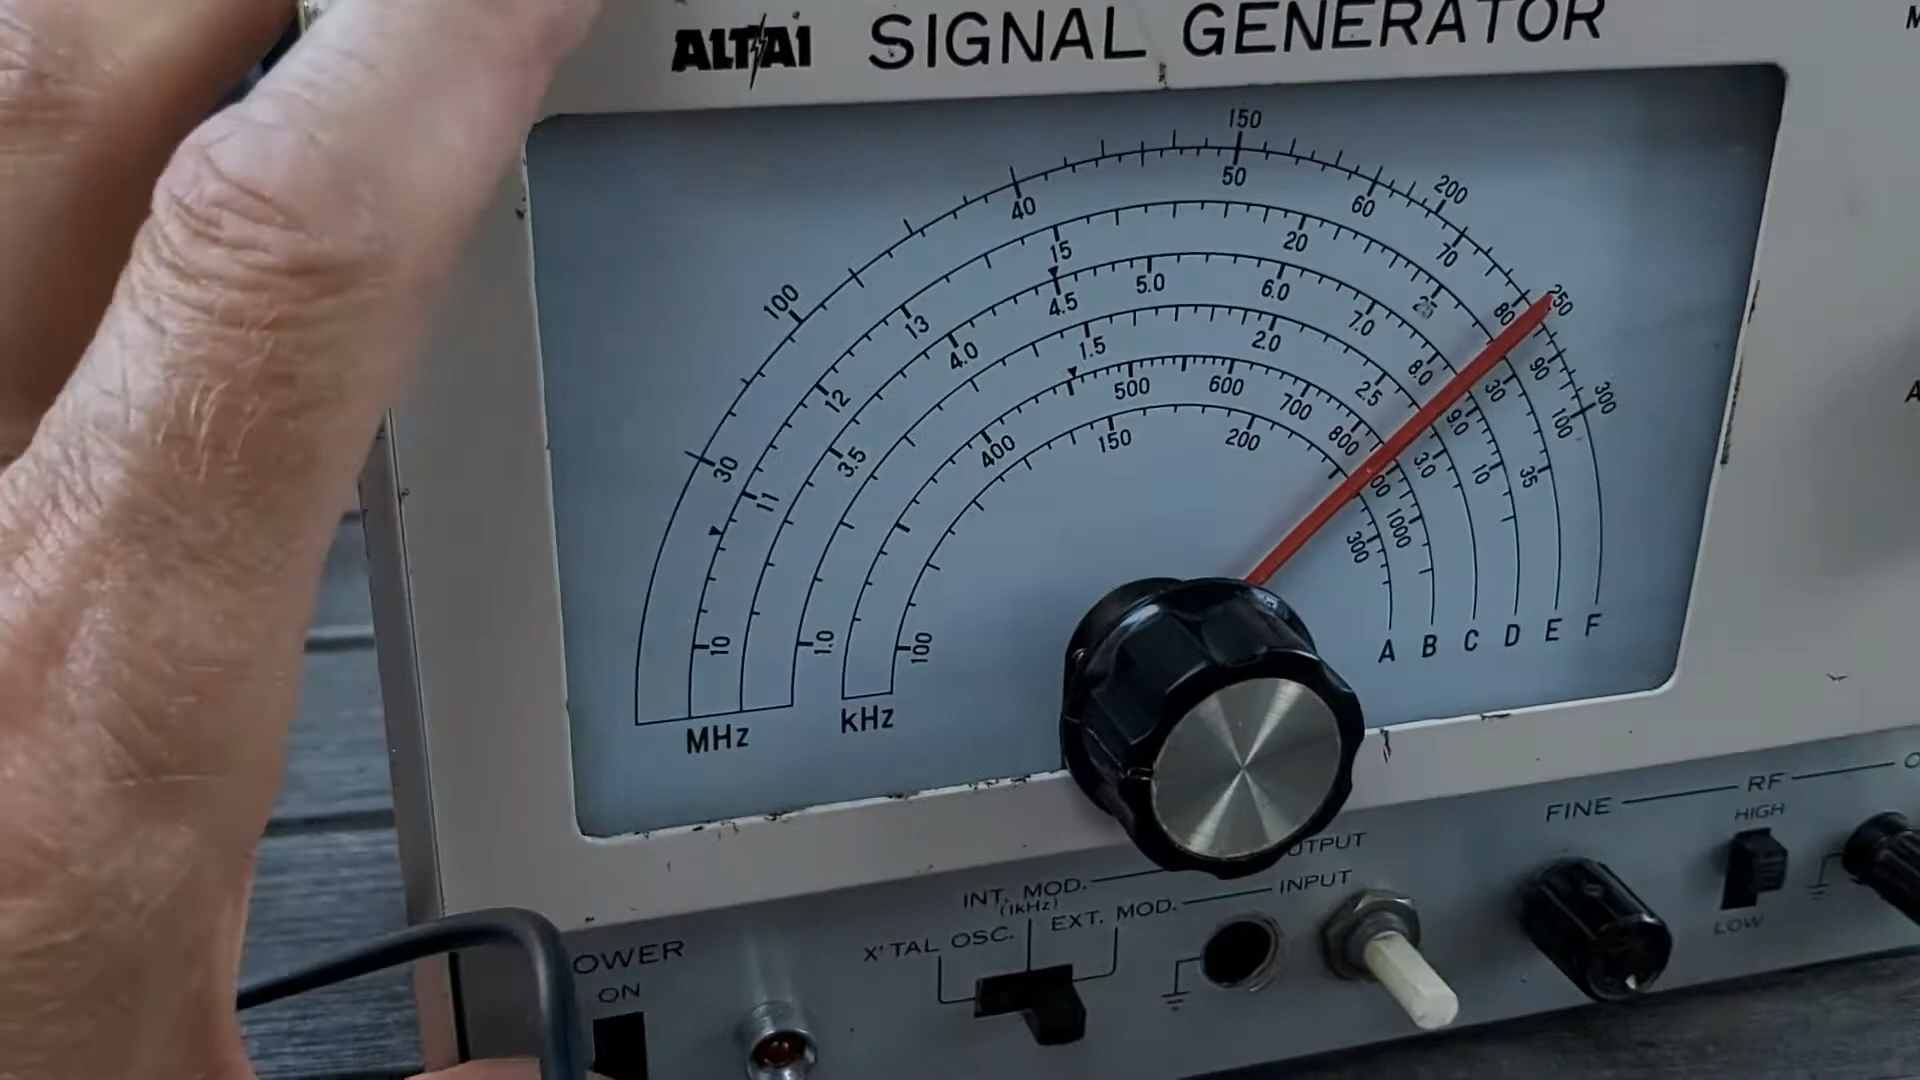 ALTAI SIGNAL GENERATOR
150
100 200 250 300
30 40 50 60 70 80 90 100
10 11 12 13 15 20 25 30 35
3.5 4.0 4.5 5.0 6.0 7.0 8.0 9.0 10
1.0 1.5 2.0 2.5 3.0
400 500 600 700 800 1000
100 150 200 300
A B C D E F
MHz kHz
FINE RF
HIGH
LOW
OUTPUT
INT. MOD.
(1kHz)
INPUT
EXT. MOD.
X'TAL OSC.
OWER
ON